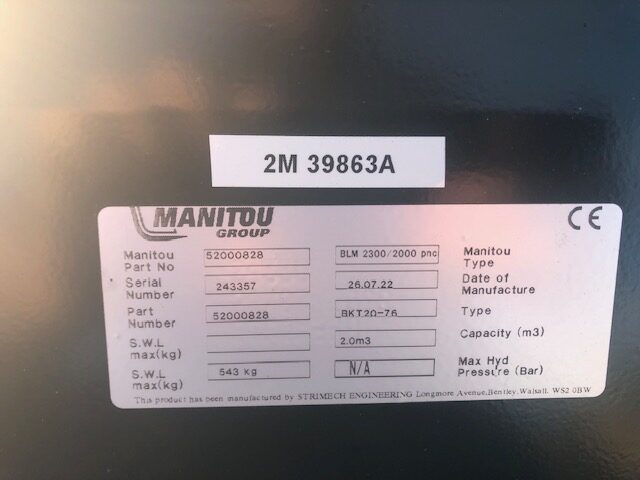 2M 39863A
MANITOU
GROUP
CE
Manitou Part No 52000828 BLM 2300/2000 pnc Manitou Type
Serial Number 243357 26.07.22 Date of Manufacture
Part Number 52000828 BKT20-76 Type
S.W.L max(kg) 2.0m3 Capacity (m3)
S.W.L max(kg) 543 kg N/A Max Hyd Pressure (Bar)
This product has been manufactured by STRIMECH ENGINEERING Longmore Avenue,Bentley,Walsall. WS2 0BW